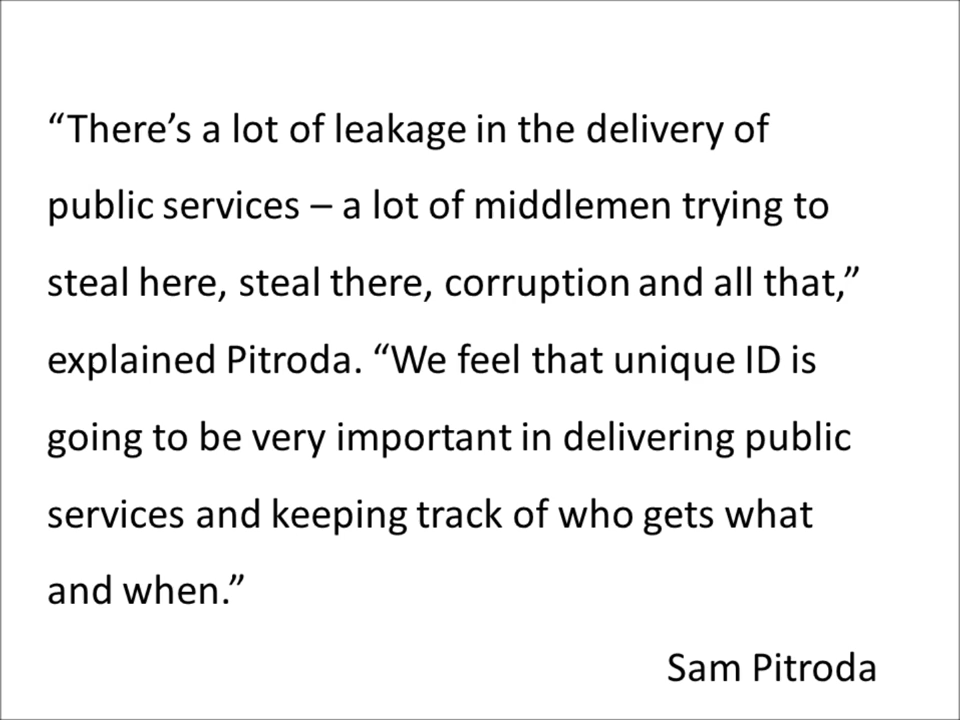 “There’s a lot of leakage in the delivery of
public services – a lot of middlemen trying to
steal here, steal there, corruption and all that,”
explained Pitroda. “We feel that unique ID is
going to be very important in delivering public
services and keeping track of who gets what
and when.”
Sam Pitroda